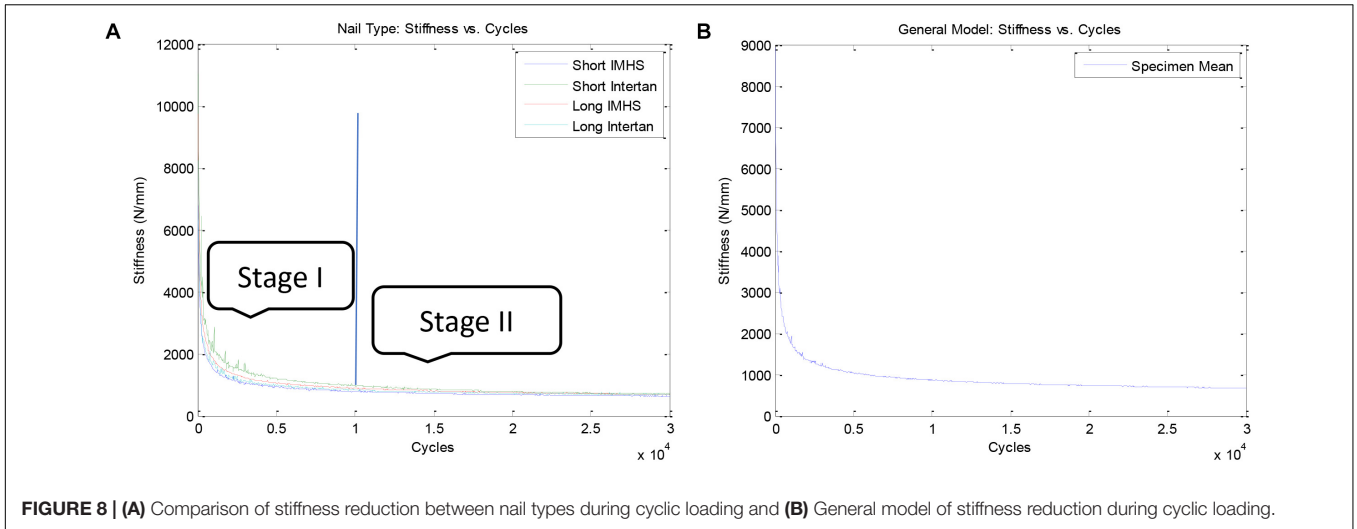 A
Nail Type: Stiffness vs. Cycles
12000
10000
8000
6000
4000
2000
0
Stiffness (N/mm)
Short IMHS
Short Intertan
Long IMHS
Long Intertan
Stage I
Stage II
0 0.5 1 1.5 2 2.5 3
Cycles
x 10⁴
B
General Model: Stiffness vs. Cycles
9000
8000
7000
6000
5000
4000
3000
2000
1000
0
Stiffness (N/mm)
Specimen Mean
0 0.5 1 1.5 2 2.5 3
Cycles
x 10⁴
FIGURE 8 | (A) Comparison of stiffness reduction between nail types during cyclic loading and (B) General model of stiffness reduction during cyclic loading.